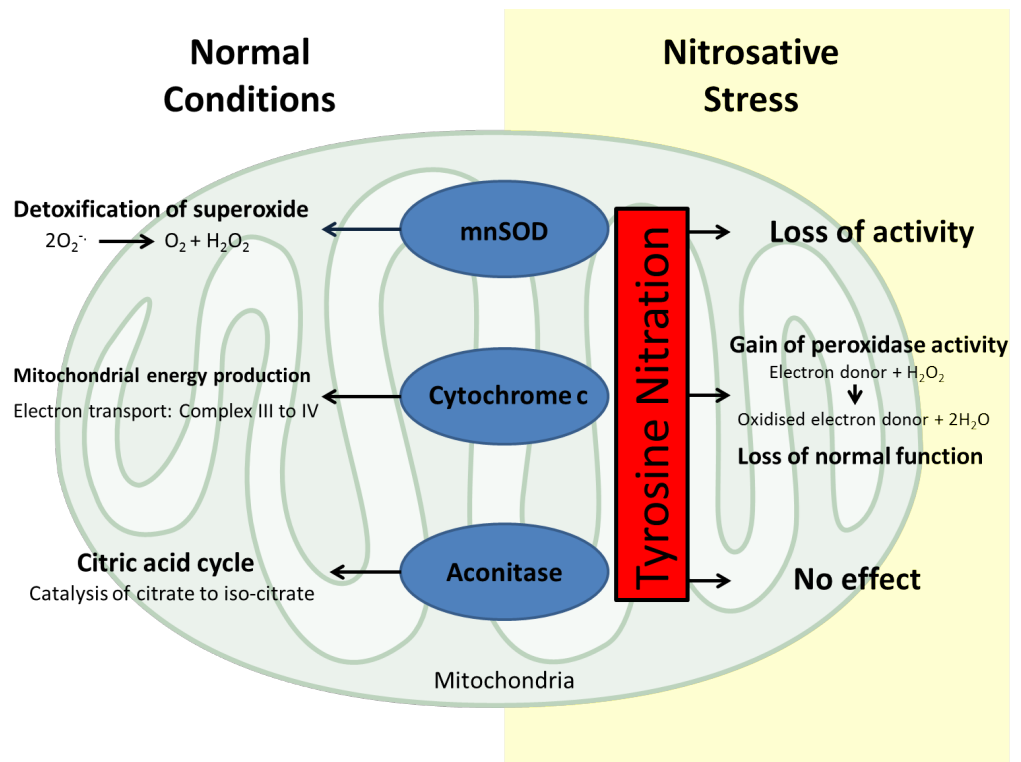 Normal
Conditions
Nitrosative
Stress
Detoxification of superoxide
2O₂⁻· → O₂ + H₂O₂
mnSOD
Loss of activity
Mitochondrial energy production
Electron transport: Complex III to IV
Cytochrome c
Tyrosine Nitration
Gain of peroxidase activity
Electron donor + H₂O₂
Oxidised electron donor + 2H₂O
Loss of normal function
Citric acid cycle
Catalysis of citrate to iso-citrate
Aconitase
No effect
Mitochondria